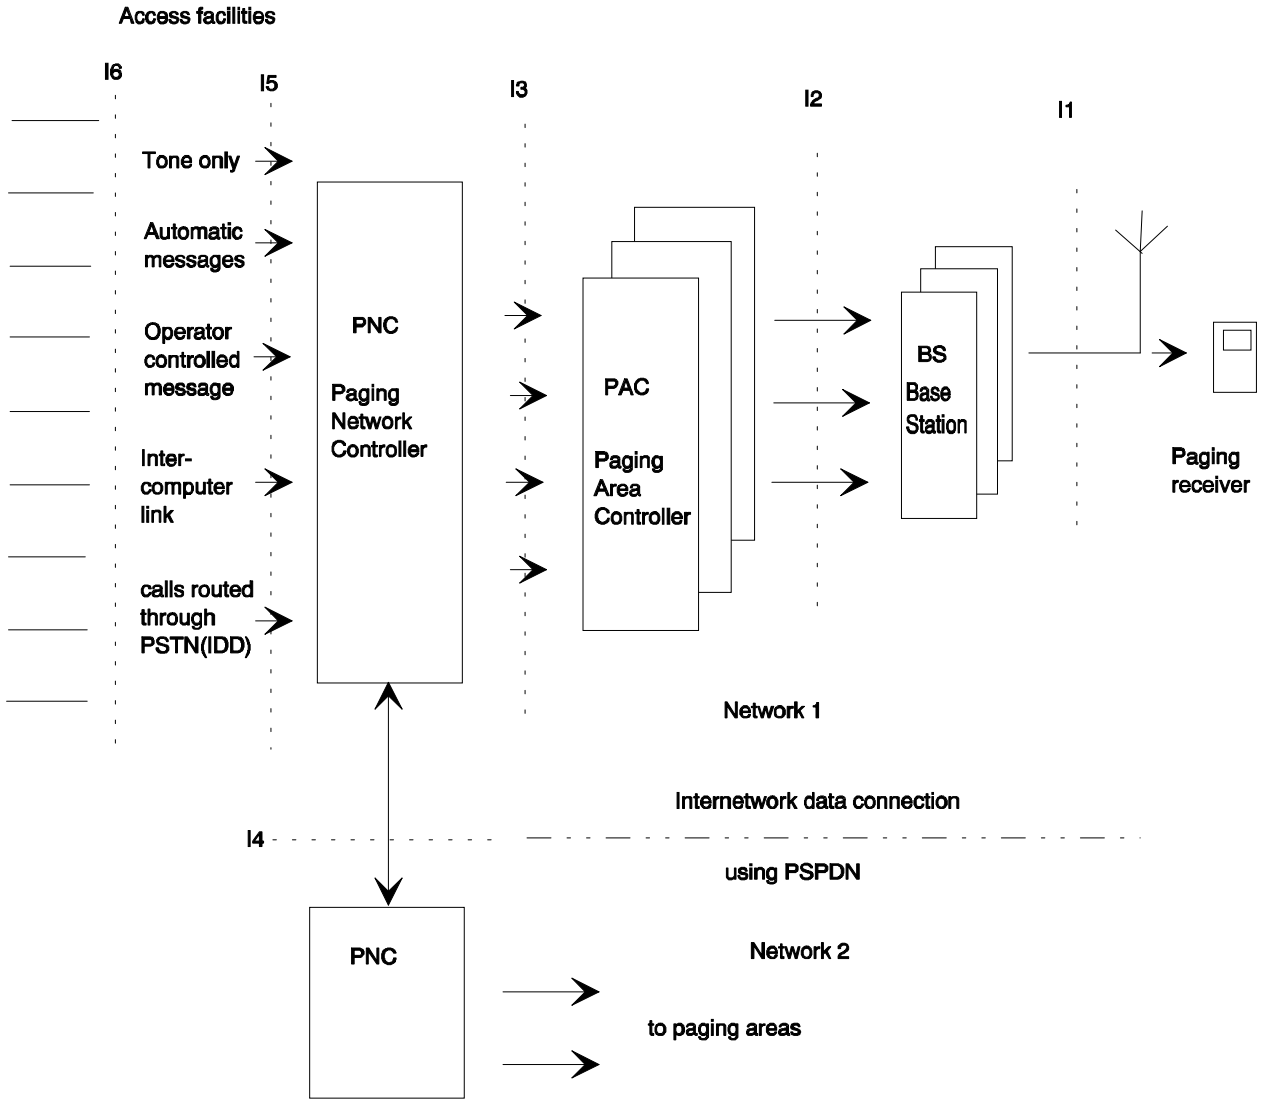 Access facilities
I6
I5
I3
I2
I1
Tone only
Automatic
messages
Operator
controlled
message
Inter-
computer
link
calls routed
through
PSTN(IDD)
PNC
Paging
Network
Controller
PAC
Paging
Area
Controller
BS
Base
Station
Paging
receiver
Network 1
Internetwork data connection
I4
using PSPDN
PNC
Network 2
to paging areas